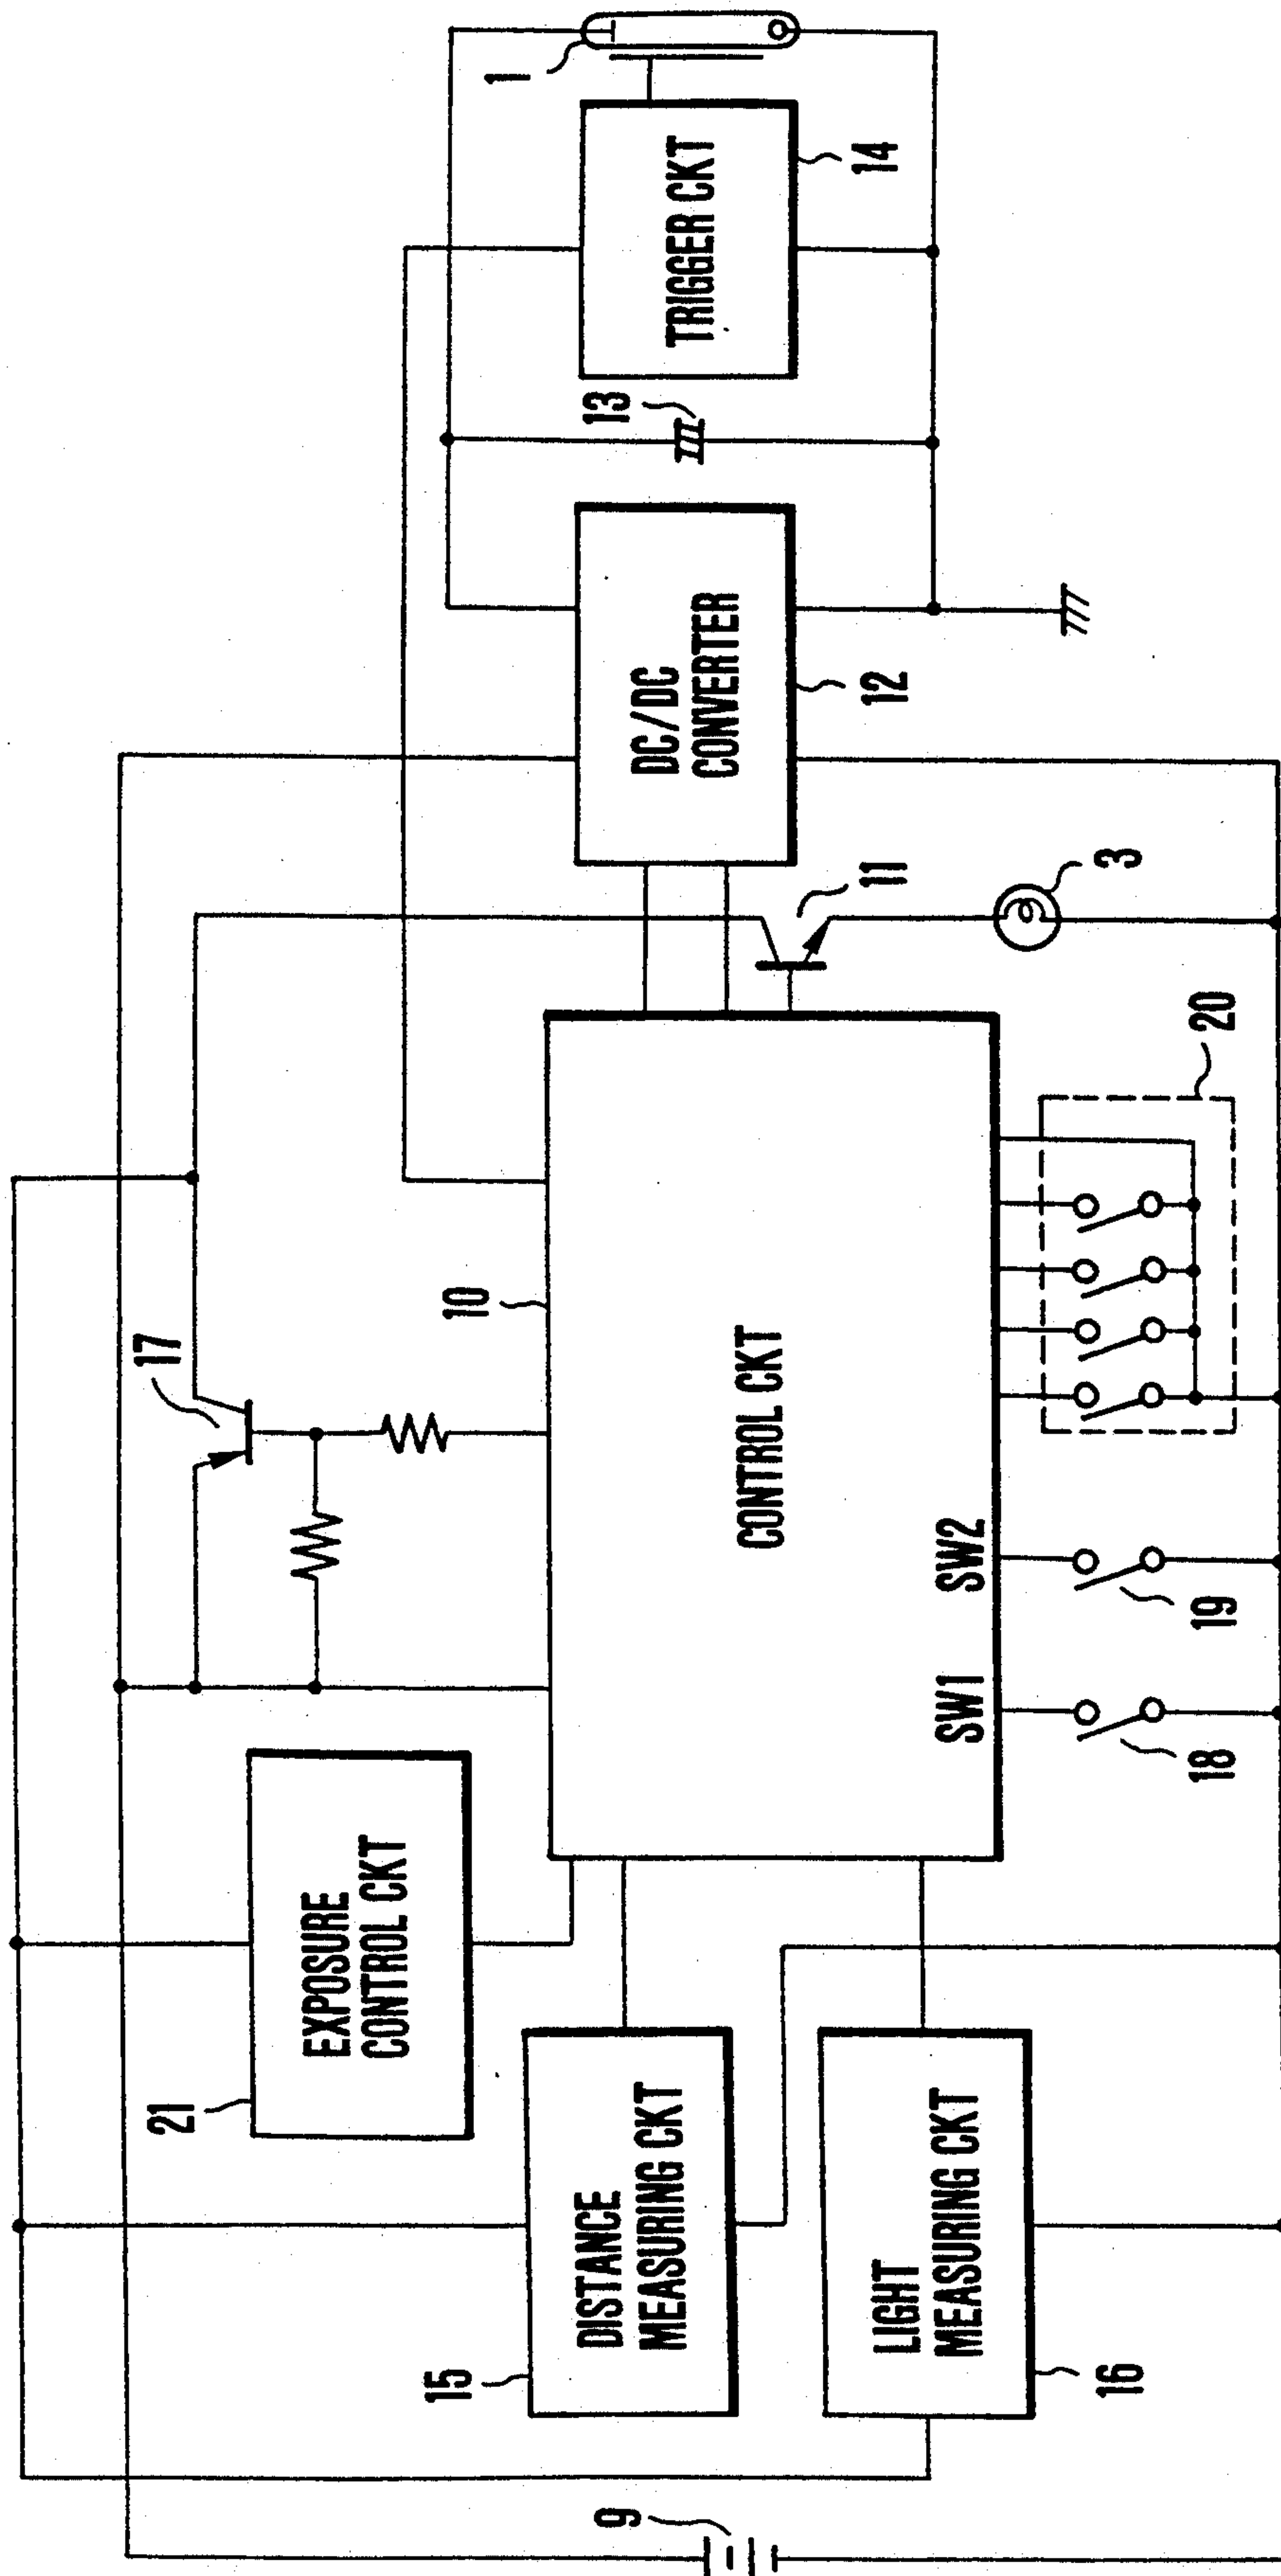 21
EXPOSURE
CONTROL CKT
17
10
CONTROL CKT
SW1
SW2
15
DISTANCE
MEASURING CKT
LIGHT
MEASURING CKT
16
9
18
19
20
11
3
DC/DC
CONVERTER
12
13
TRIGGER CKT
14
1